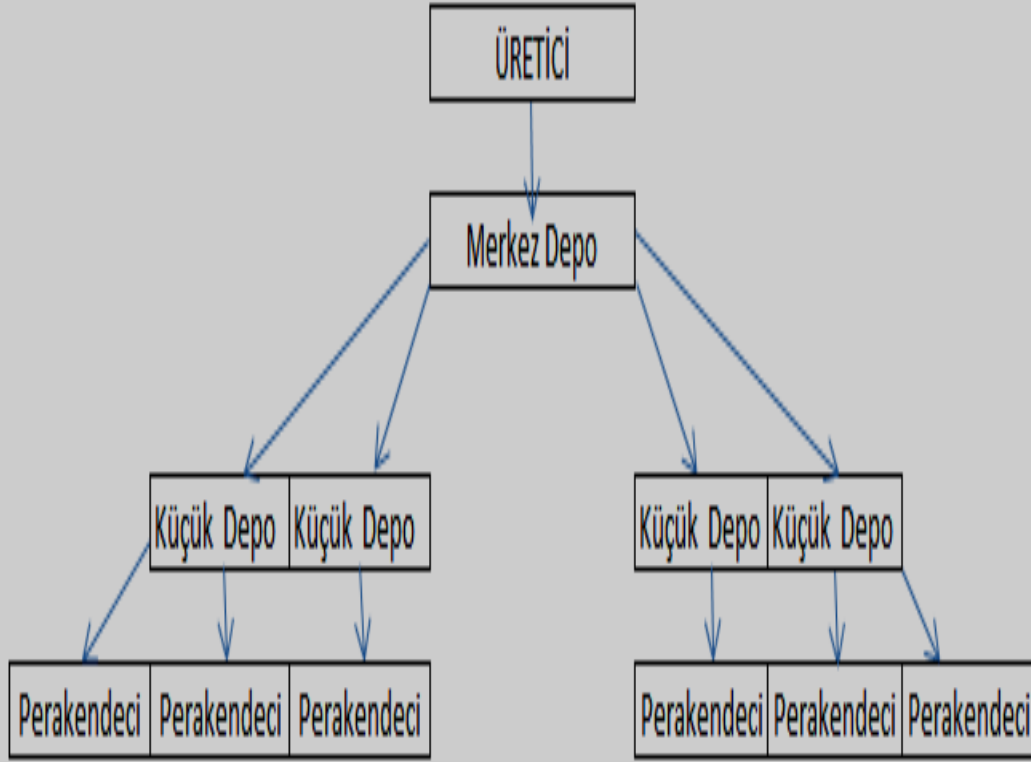 ÜRETİCİ
Merkez Depo
Küçük Depo Küçük Depo Küçük Depo Küçük Depo
Perakendeci Perakendeci Perakendeci Perakendeci Perakendeci Perakendeci